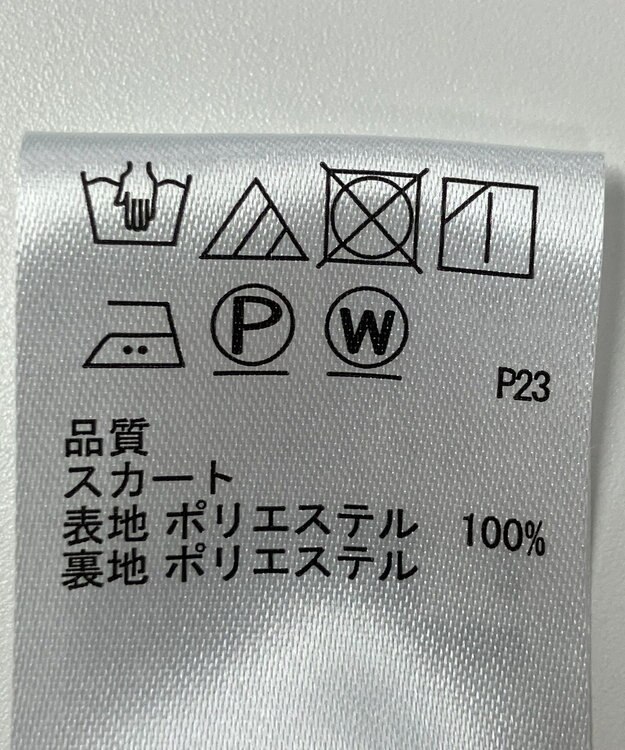 P W
P23
品質
スカート
表地 ポリエステル 100%
裏地 ポリエステル